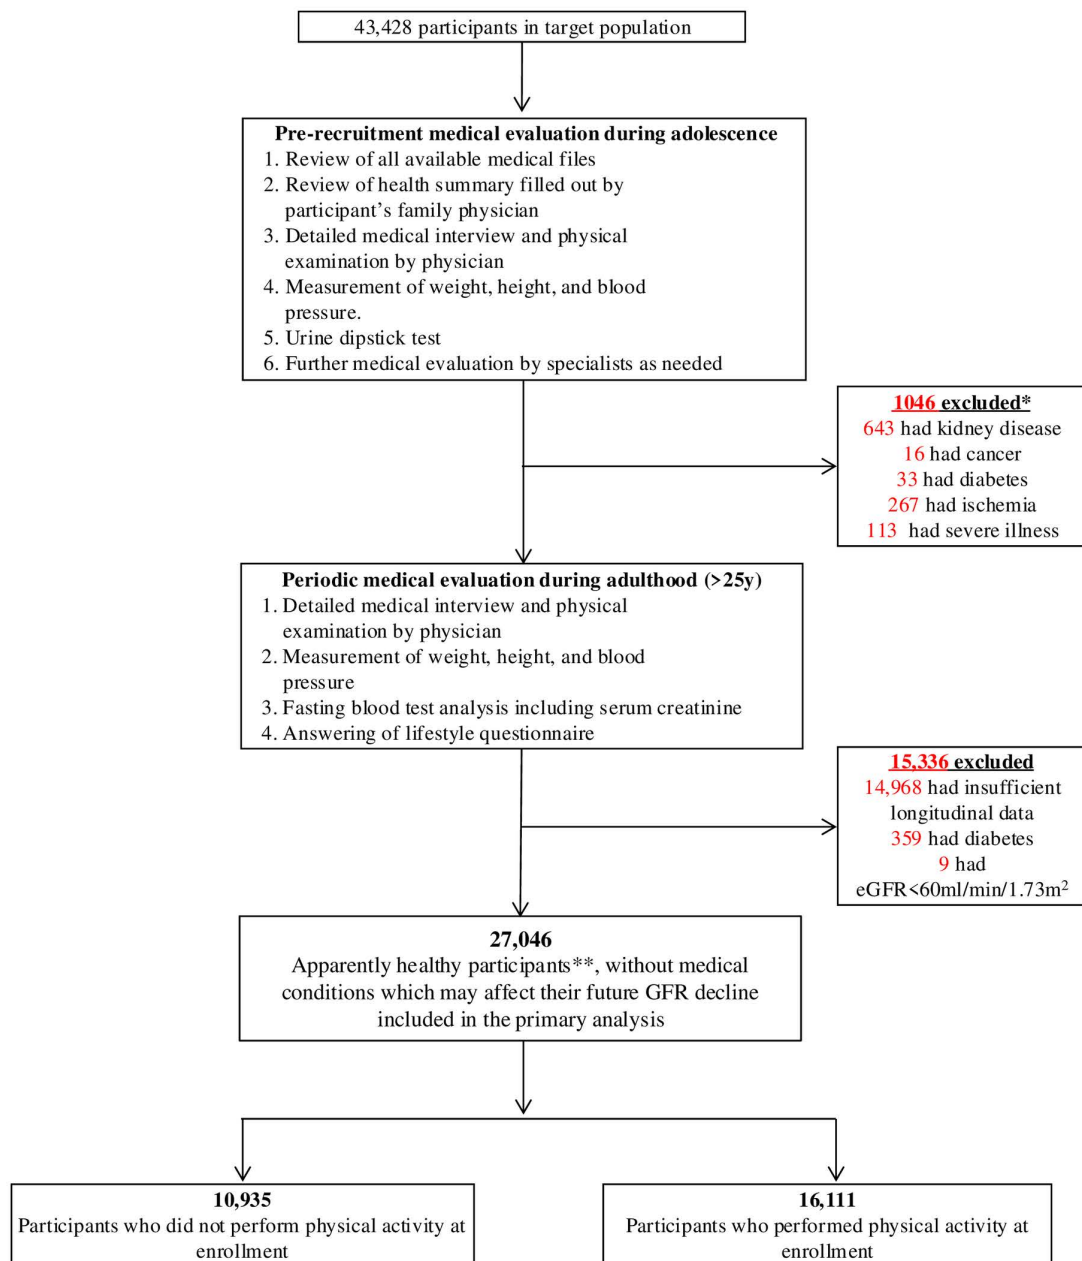 43,428 participants in target population
Pre-recruitment medical evaluation during adolescence
1. Review of all available medical files
2. Review of health summary filled out by
participant’s family physician
3. Detailed medical interview and physical
examination by physician
4. Measurement of weight, height, and blood
pressure.
5. Urine dipstick test
6. Further medical evaluation by specialists as needed
1046 excluded*
643 had kidney disease
16 had cancer
33 had diabetes
267 had ischemia
113 had severe illness
Periodic medical evaluation during adulthood (>25y)
1. Detailed medical interview and physical
examination by physician
2. Measurement of weight, height, and blood
pressure
3. Fasting blood test analysis including serum creatinine
4. Answering of lifestyle questionnaire
15,336 excluded
14,968 had insufficient
longitudinal data
359 had diabetes
9 had
eGFR<60ml/min/1.73m²
27,046
Apparently healthy participants**, without medical
conditions which may affect their future GFR decline
included in the primary analysis
10,935
Participants who did not perform physical activity at
enrollment
16,111
Participants who performed physical activity at
enrollment